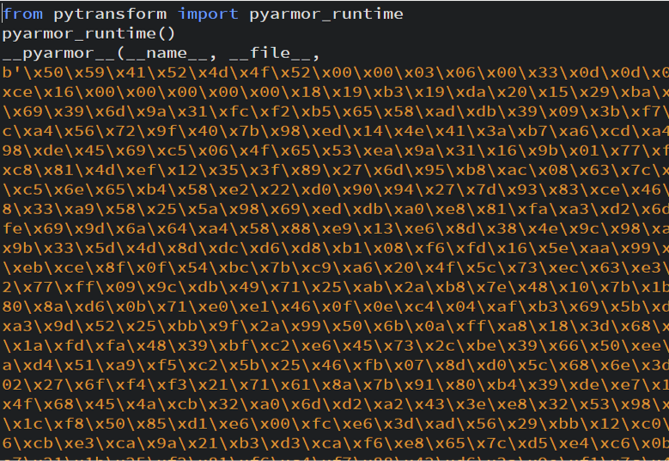 from pytransform import pyarmor_runtime
pyarmor_runtime()
__pyarmor__(__name__, __file__,
b'\x50\x59\x41\x52\x4d\x4f\x52\x00\x00\x03\x06\x00\x33\x0d\x0d\x0
xce\x16\x00\x00\x00\x00\x00\x18\x19\xb3\x19\xda\x20\x15\x29\xba\x
\x69\x39\x6d\x9a\x31\xfc\xf2\xb5\x65\x58\xad\xdb\x39\x09\x3b\xf7\
c\xa4\x56\x72\x9f\x40\x7b\x98\xed\x14\x4e\x41\x3a\xb7\xa6\xcd\xa4
98\xde\x45\x69\xc5\x06\x4f\x65\x53\xea\x9a\x31\x16\x9b\x01\x77\xf
xc8\x81\x4d\xef\x12\x35\x3f\x89\x27\x6d\x95\xb8\xac\x08\x63\x7c\x
\xc5\x6e\x65\xb4\x58\xe2\x22\xd0\x90\x94\x27\x7d\x93\x83\xce\x46\
8\x33\xa9\x58\x25\x5a\x98\x69\xed\xdb\xa0\xe8\x81\xfa\xa3\xd2\x6d
fe\x69\x9d\x6a\x64\xa4\x58\x88\xe9\x13\xe6\x8d\x38\x4e\x9c\x98\xa
x9b\x33\x5d\x4d\x8d\xdc\xd6\xd8\xb1\x08\xf6\xfd\x16\x5e\xaa\x99\x
\xeb\xce\x8f\x0f\x54\xbc\x7b\xc9\xa6\x20\x4f\x5c\x73\xec\x63\xe3\
2\x77\xff\x09\x9c\xdb\x49\x71\x25\xab\x2a\xb8\x7e\x48\x10\x7b\x1b
80\x8a\xd6\x0b\x71\xe0\xe1\x46\x0f\x0e\xc4\x04\xaf\xb3\x69\x5b\xd
xa3\x9d\x52\x25\xbb\x9f\x2a\x99\x50\x6b\x0a\xff\xa8\x18\x3d\x68\x
\x1a\xfd\xfa\x48\x39\xbf\xc2\xe6\x45\x73\x2c\xbe\x39\x66\x50\xee\
a\xd4\x51\xa9\xf5\xc2\x5b\x25\x46\xfb\x07\x8d\xd0\x5c\x68\x6e\x3d
02\x27\x6f\xf4\xf3\x21\x71\x61\x8a\x7b\x91\x80\xb4\x39\xde\xe7\x1
x4f\x68\x45\x4a\xcb\x32\xa0\x6d\xd2\xa2\x43\x3e\xe8\x32\x53\x98\x
\x1c\xf8\x50\x85\xd1\xe6\x00\xfc\xe6\x3d\xad\x56\x29\xbb\x12\xc0\
6\xcb\xe3\xca\x9a\x21\xb3\xd3\xca\xf6\xe8\x65\x7c\xd5\xe4\xc6\x0b